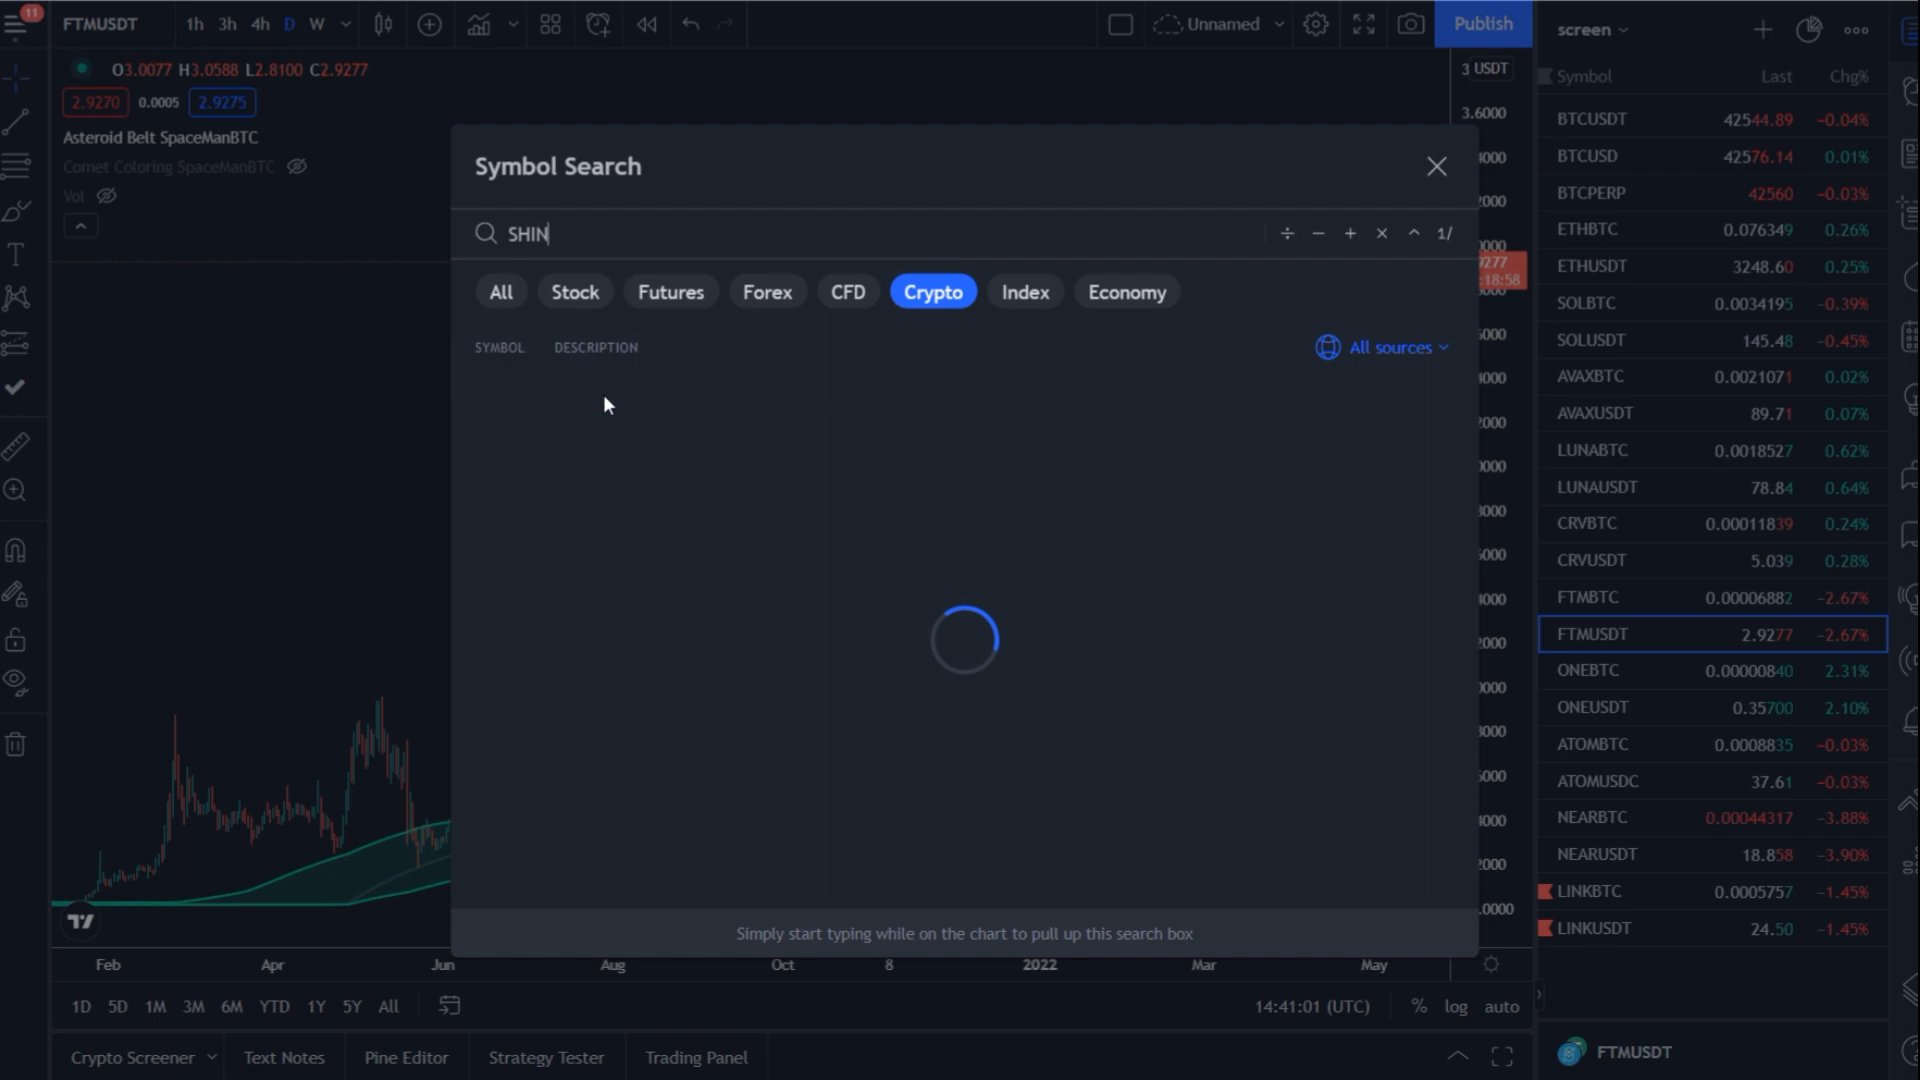 11
FTMUSDT 1h 3h 4h D W Unnamed Publish
O3.0077 H3.0588 L2.8100 C2.9277
2.9270 0.0005 2.9275
Asteroid Belt SpaceManBTC
Comet Coloring SpaceManBTC
Vol
Symbol Search
SHIN
÷ − + × ^ 1/
All Stock Futures Forex CFD Crypto Index Economy
SYMBOL DESCRIPTION All sources
Simply start typing while on the chart to pull up this search box
3 USDT
3.6000
Feb Apr Jun Aug Oct 8 2022 Mar May
1D 5D 1M 3M 6M YTD 1Y 5Y All 14:41:01 (UTC) % log auto
Crypto Screener Text Notes Pine Editor Strategy Tester Trading Panel
screen
Symbol Last Chg%
BTCUSDT 42544.89 −0.04%
BTCUSD 42576.14 0.01%
BTCPERP 42560 −0.03%
ETHBTC 0.076349 0.26%
ETHUSDT 3248.60 0.25%
SOLBTC 0.0034195 −0.39%
SOLUSDT 145.48 −0.45%
AVAXBTC 0.0021071 0.02%
AVAXUSDT 89.71 0.07%
LUNABTC 0.0018527 0.62%
LUNAUSDT 78.84 0.64%
CRVBTC 0.00011839 0.24%
CRVUSDT 5.039 0.28%
FTMBTC 0.00006882 −2.67%
FTMUSDT 2.9277 −2.67%
ONEBTC 0.00000840 2.31%
ONEUSDT 0.35700 2.10%
ATOMBTC 0.0008835 −0.03%
ATOMUSDC 37.61 −0.03%
NEARBTC 0.00044317 −3.88%
NEARUSDT 18.858 −3.90%
LINKBTC 0.0005757 −1.45%
LINKUSDT 24.50 −1.45%
FTMUSDT